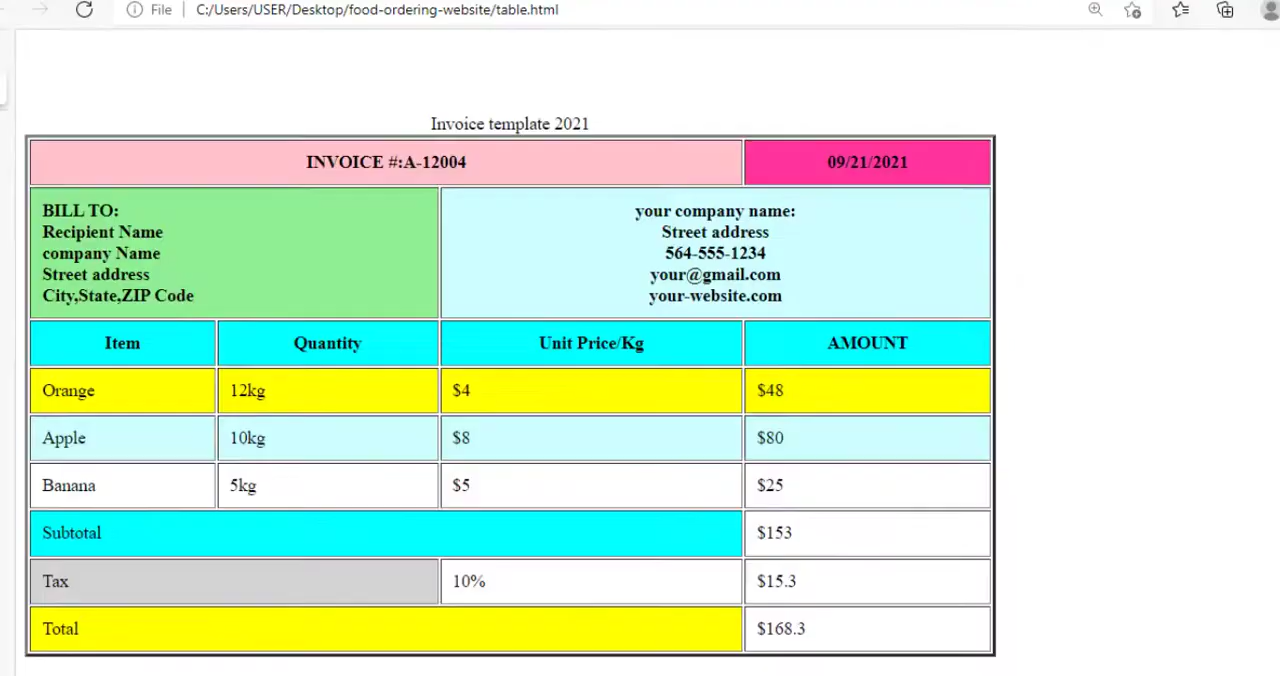 File C:/Users/USER/Desktop/food-ordering-website/table.html
Invoice template 2021
INVOICE #:A-12004 09/21/2021
BILL TO:
Recipient Name
company Name
Street address
City,State,ZIP Code
your company name:
Street address
564-555-1234
your@gmail.com
your-website.com
Item Quantity Unit Price/Kg AMOUNT
Orange 12kg $4 $48
Apple 10kg $8 $80
Banana 5kg $5 $25
Subtotal $153
Tax 10% $15.3
Total $168.3